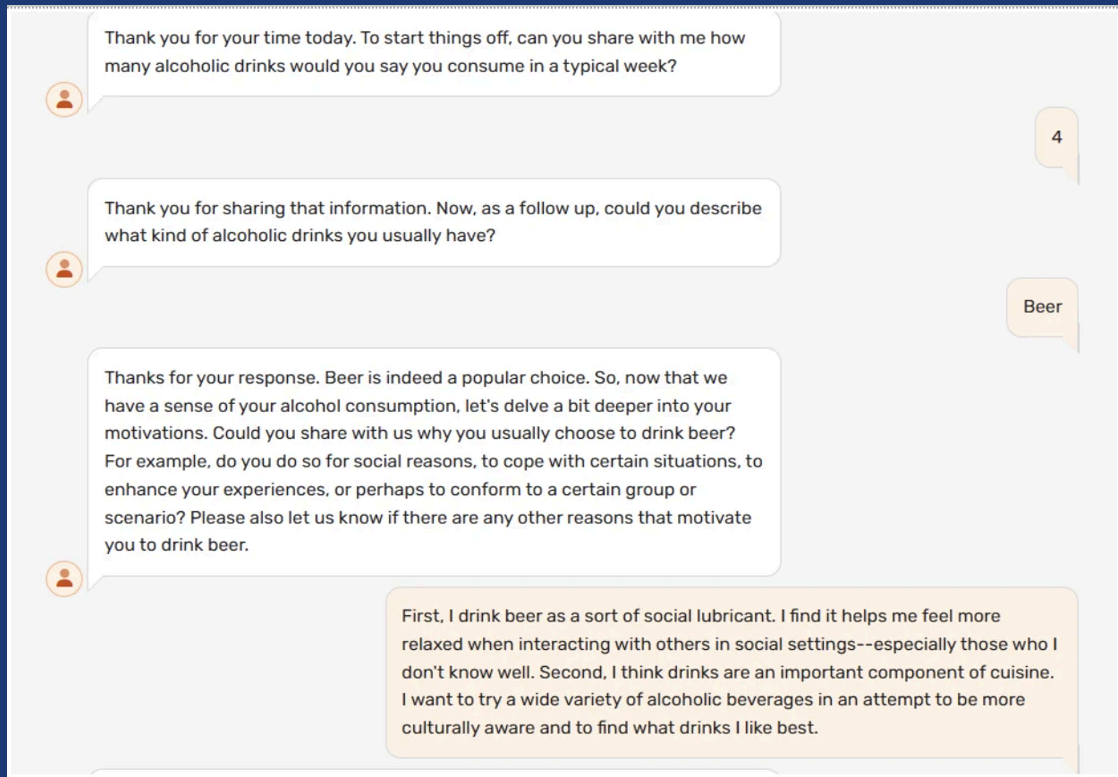 Thank you for your time today. To start things off, can you share with me how
many alcoholic drinks would you say you consume in a typical week?
4
Thank you for sharing that information. Now, as a follow up, could you describe
what kind of alcoholic drinks you usually have?
Beer
Thanks for your response. Beer is indeed a popular choice. So, now that we
have a sense of your alcohol consumption, let's delve a bit deeper into your
motivations. Could you share with us why you usually choose to drink beer?
For example, do you do so for social reasons, to cope with certain situations, to
enhance your experiences, or perhaps to conform to a certain group or
scenario? Please also let us know if there are any other reasons that motivate
you to drink beer.
First, I drink beer as a sort of social lubricant. I find it helps me feel more
relaxed when interacting with others in social settings--especially those who I
don't know well. Second, I think drinks are an important component of cuisine.
I want to try a wide variety of alcoholic beverages in an attempt to be more
culturally aware and to find what drinks I like best.